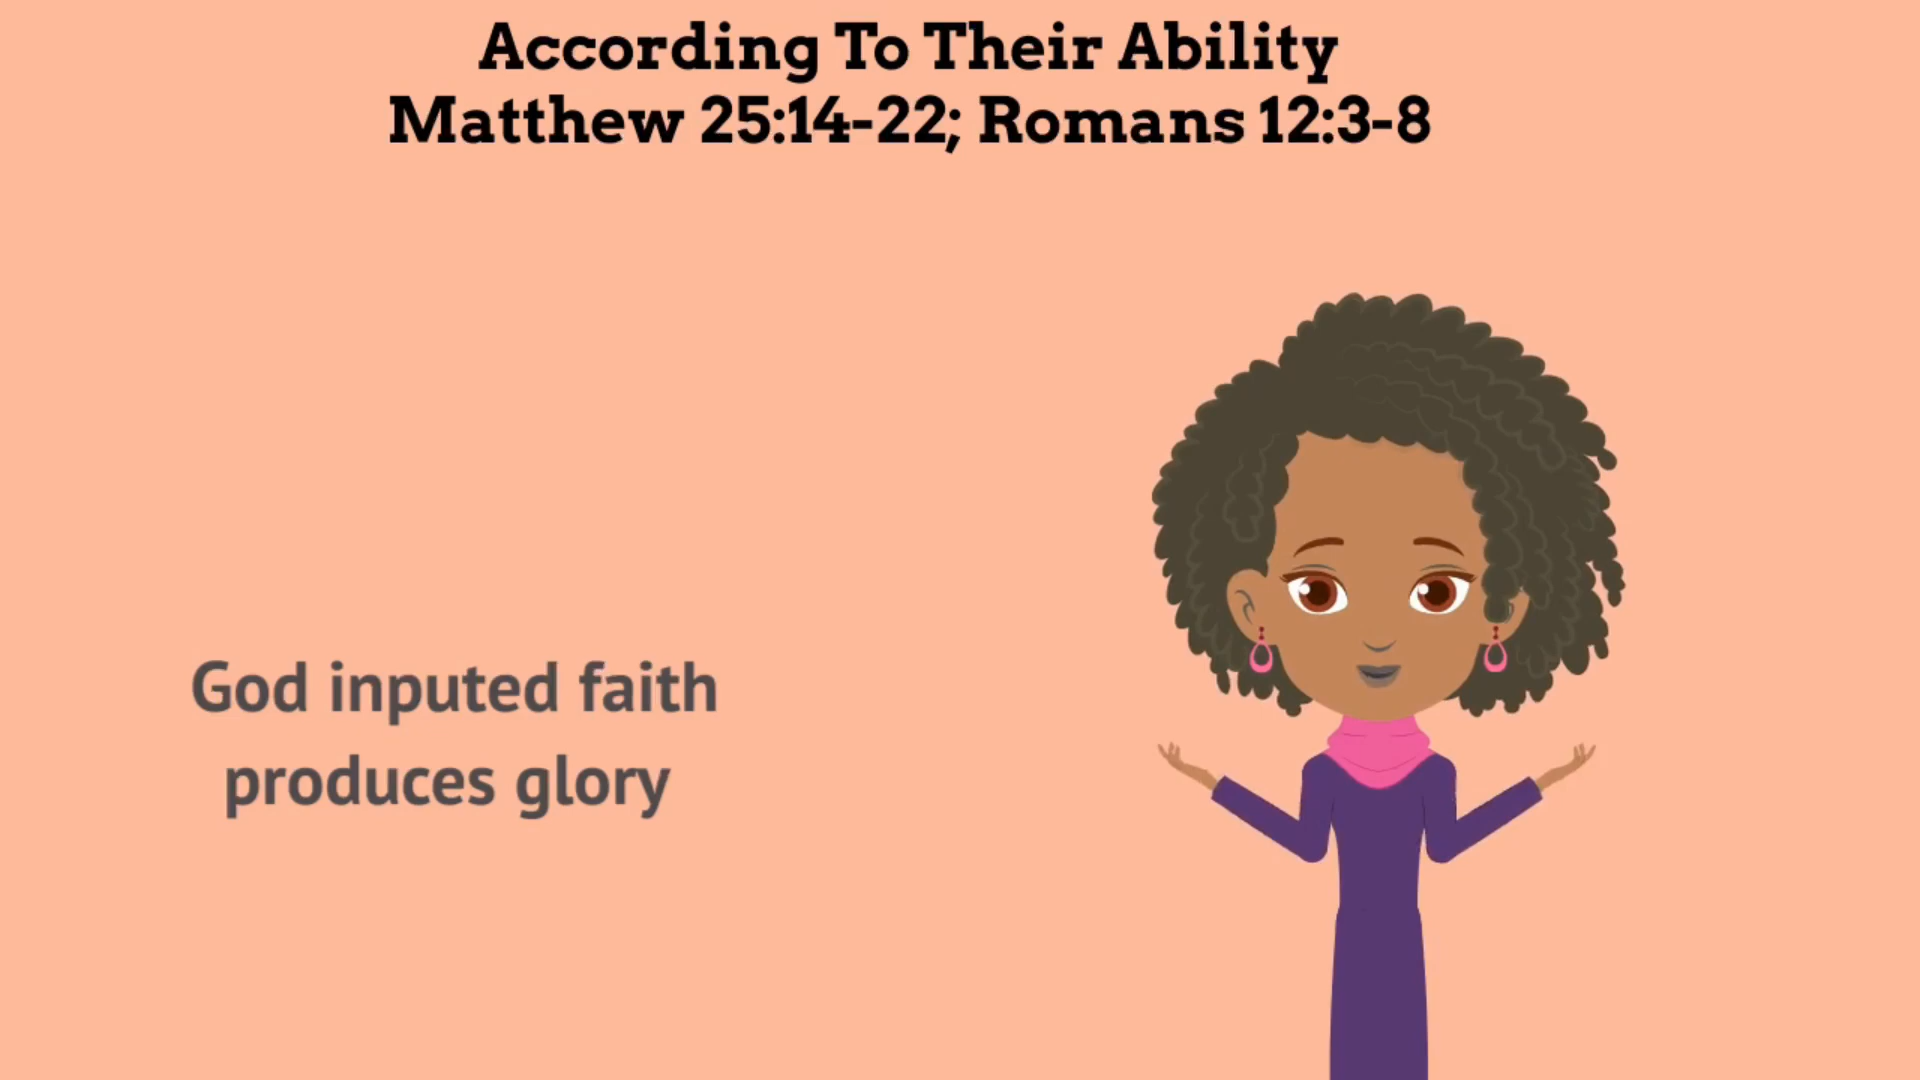 According To Their Ability
Matthew 25:14-22; Romans 12:3-8
God inputed faith
produces glory